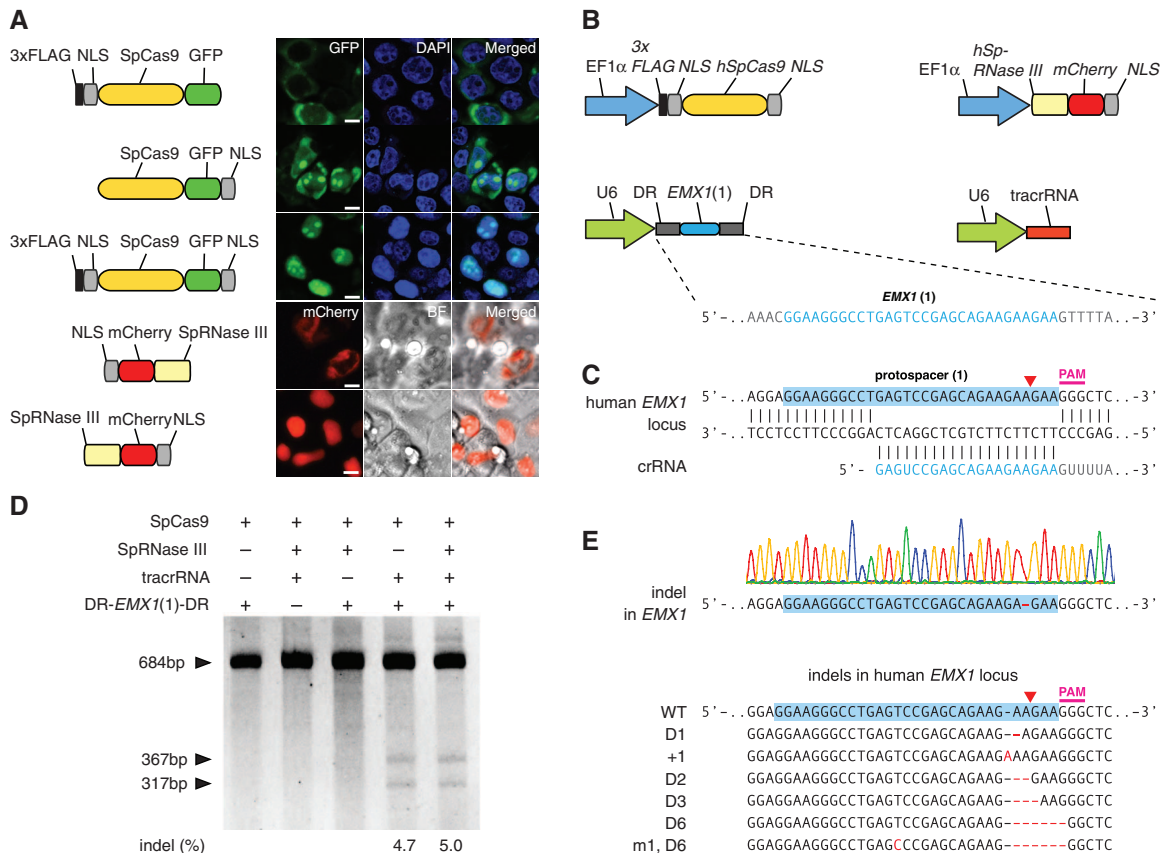 A
3xFLAG NLS SpCas9 GFP
SpCas9 GFP NLS
3xFLAG NLS SpCas9 GFP NLS
NLS mCherry SpRNase III
SpRNase III mCherry NLS
GFP DAPI Merged
mCherry BF Merged
B
EF1α 3x FLAG NLS hSpCas9 NLS
EF1α hSp-RNase III mCherry NLS
U6 DR EMX1(1) DR
U6 tracrRNA
EMX1 (1)
5'-..AAACGGAAGGGCCTGAGTCCGAGCAGAAGAAGAAGTTTTA..-3'
C
protospacer (1) PAM
human EMX1 locus
5'-..AGGAGGAAGGGCCTGAGTCCGAGCAGAAGAAGAAGGGCTC..-3'
3'-TCCTCCTTCCCGGACTCAGGCTCGTCTTCTTCTTCCCGAG..-5'
crRNA 5'- GAGUCCGAGCAGAAGAAGAAGUUUUA..-3'
D
SpCas9 + + + + +
SpRNase III – + + – +
tracrRNA – + – + +
DR-EMX1(1)-DR + – + + +
684bp
367bp
317bp
indel (%) 4.7 5.0
E
indel in EMX1
5'-..AGGAGGAAGGGCCTGAGTCCGAGCAGAAGA-GAAGGGCTC..-3'
indels in human EMX1 locus
PAM
WT 5'-..GGAGGAAGGGCCTGAGTCCGAGCAGAAG-AAGAAGGGCTC..-3'
D1 GGAGGAAGGGCCTGAGTCCGAGCAGAAG--AGAAGGGCTC
+1 GGAGGAAGGGCCTGAGTCCGAGCAGAAGAAAGAAGGGCTC
D2 GGAGGAAGGGCCTGAGTCCGAGCAGAAG---GAAGGGCTC
D3 GGAGGAAGGGCCTGAGTCCGAGCAGAAG----AAGGGCTC
D6 GGAGGAAGGGCCTGAGTCCGAGCAGAAG-------GGCTC
m1, D6 GGAGGAAGGGCCTGAGCCCGAGCAGAAG-------GGCTC